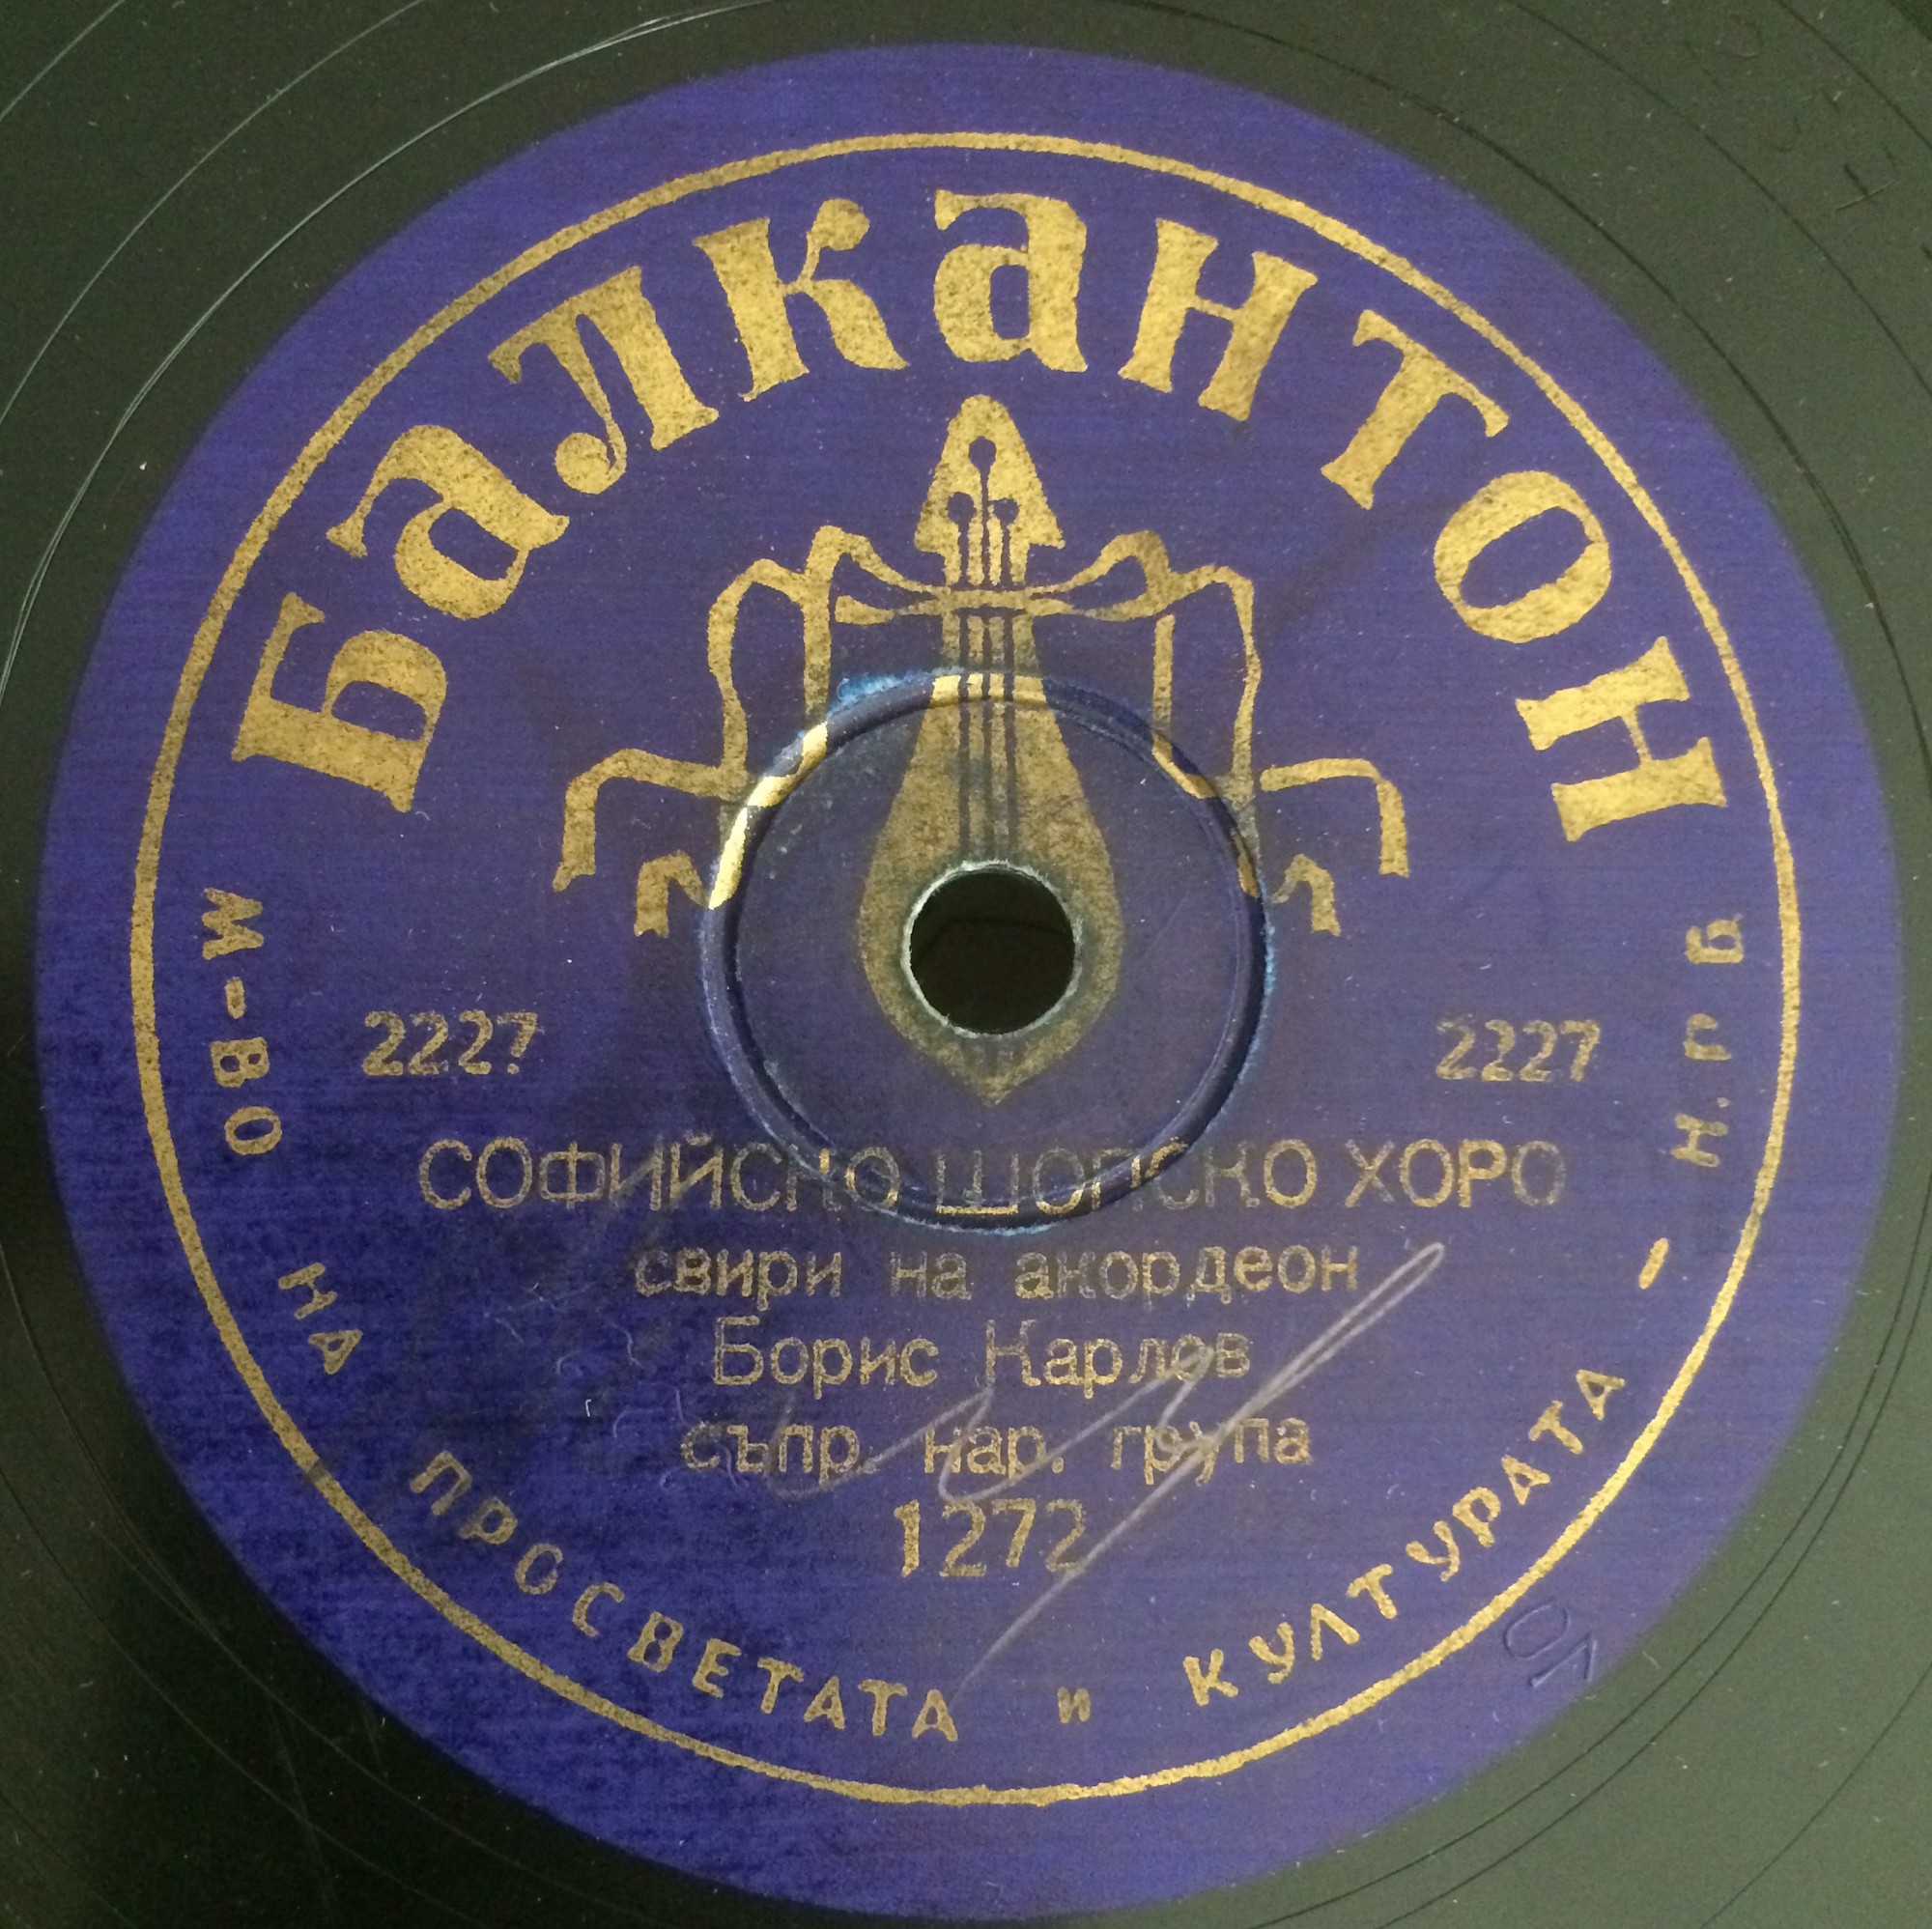 Балкантон
2227 2227
СОФИЙСКО ШОПСКО ХОРО
свири на акордеон
Борис Карлов
съпр. нар. група
1272
М-ВО НА ПРОСВЕТАТА и КУЛТУРАТА - Н.Р.Б